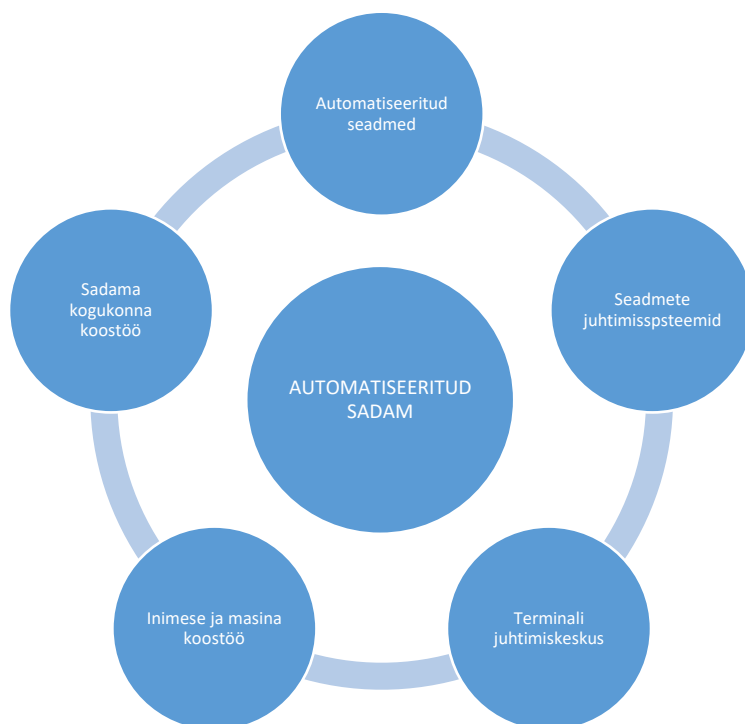 Automatiseeritud
seadmed
Sadama
kogukonna
koostöö
Seadmete
juhtimisspsteemid
AUTOMATISEERITUD
SADAM
Inimese ja masina
koostöö
Terminali
juhtimiskeskus